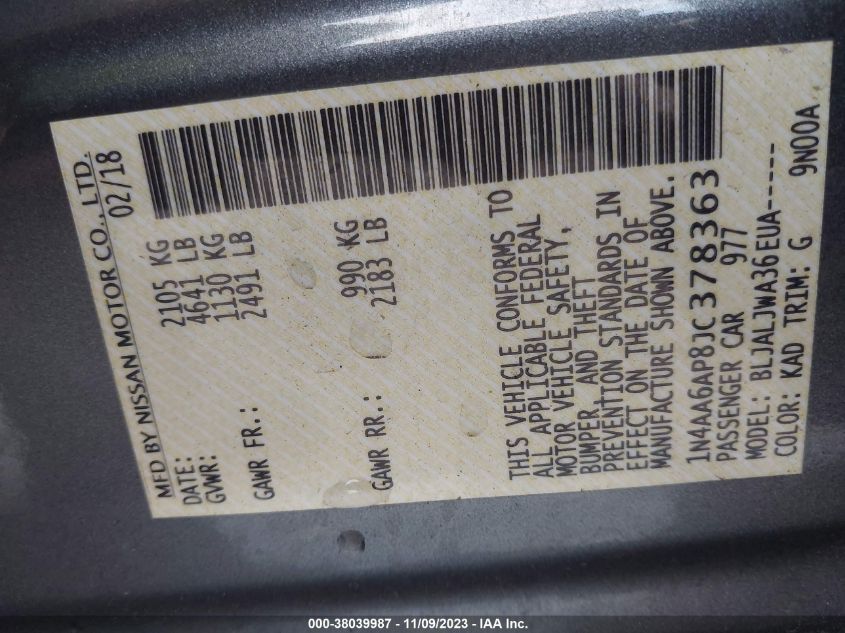 MFD BY NISSAN MOTOR CO., LTD.
DATE: 02/18
GVWR: 2105 KG
4641 LB
GAWR FR.: 1130 KG
2491 LB
GAWR RR.: 990 KG
2183 LB
THIS VEHICLE CONFORMS TO
ALL APPLICABLE FEDERAL
MOTOR VEHICLE SAFETY,
BUMPER, AND THEFT
PREVENTION STANDARDS IN
EFFECT ON THE DATE OF
MANUFACTURE SHOWN ABOVE.
1N4AA6AP8JC378363
PASSENGER CAR 977
MODEL: BLJALJWA36EUA-----
COLOR: KAD TRIM: G 9N00A
000-38039987 - 11/09/2023 - IAA Inc.